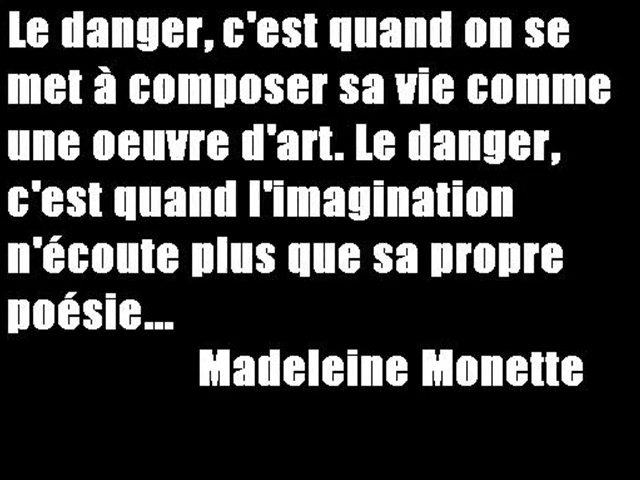 Le danger, c'est quand on se
met à composer sa vie comme
une oeuvre d'art. Le danger,
c'est quand l'imagination
n'écoute plus que sa propre
poésie...
Madeleine Monette